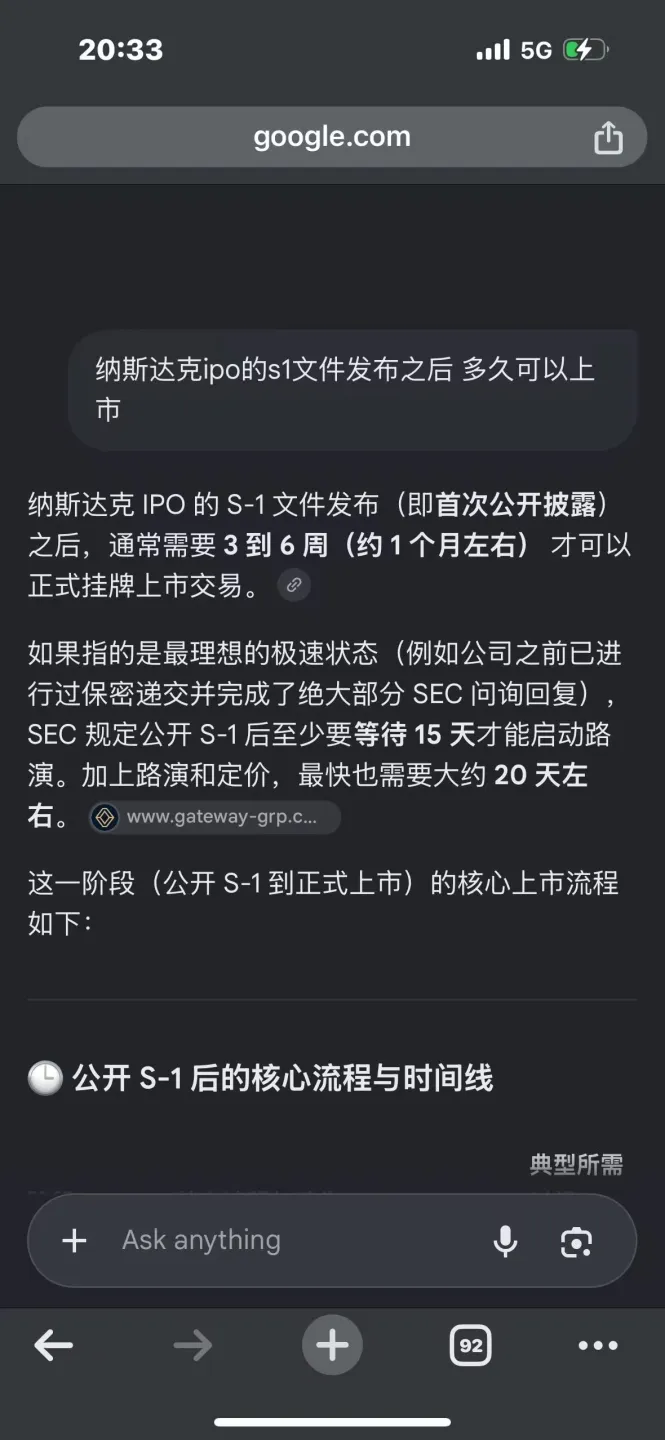 20:33
5G
google.com
纳斯达克ipo的s1文件发布之后 多久可以上
市
纳斯达克 IPO 的 S-1 文件发布（即首次公开披露）
之后，通常需要 3 到 6 周（约 1 个月左右） 才可以
正式挂牌上市交易。
如果指的是最理想的极速状态（例如公司之前已进
行过保密递交并完成了绝大部分 SEC 问询回复），
SEC 规定公开 S-1 后至少要等待 15 天才能启动路
演。加上路演和定价，最快也需要大约 20 天左
右。 www.gateway-grp.c...
这一阶段（公开 S-1 到正式上市）的核心上市流程
如下：
公开 S-1 后的核心流程与时间线
典型所需
Ask anything
92